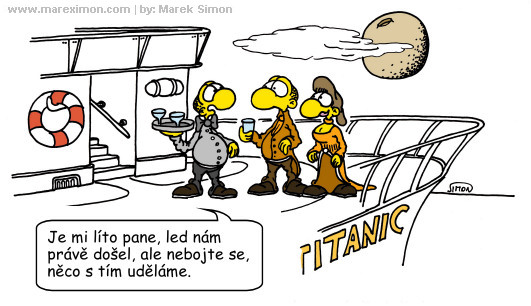 www.mareximon.com | by: Marek Simon
TITANIC
SIMON
Je mi líto pane, led nám
právě došel, ale nebojte se,
něco s tím uděláme.